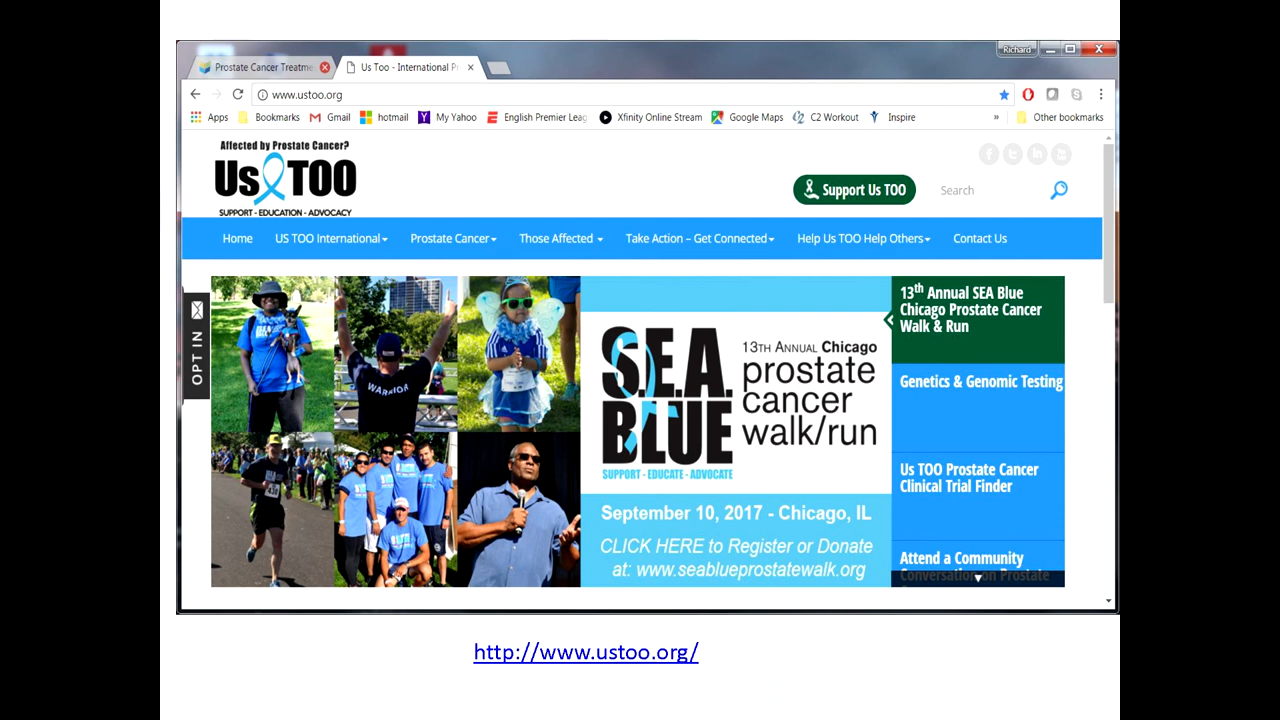 Richard
Prostate Cancer Treatme
Us Too - International P
www.ustoo.org
Apps Bookmarks Gmail hotmail My Yahoo English Premier Leag Xfinity Online Stream Google Maps C2 Workout Inspire » Other bookmarks
Affected by Prostate Cancer?
Us TOO
SUPPORT - EDUCATION - ADVOCACY
Support Us TOO
Search
Home US TOO International Prostate Cancer Those Affected Take Action – Get Connected Help Us TOO Help Others Contact Us
OPT IN
WARRIOR
S.E.A.
BLUE
SUPPORT - EDUCATE - ADVOCATE
13TH ANNUAL Chicago
prostate
cancer
walk/run
September 10, 2017 - Chicago, IL
CLICK HERE to Register or Donate
at: www.seablueprostatewalk.org
13th Annual SEA Blue
Chicago Prostate Cancer
Walk & Run
Genetics & Genomic Testing
Us TOO Prostate Cancer
Clinical Trial Finder
Attend a Community
Conversation on Prostate
http://www.ustoo.org/